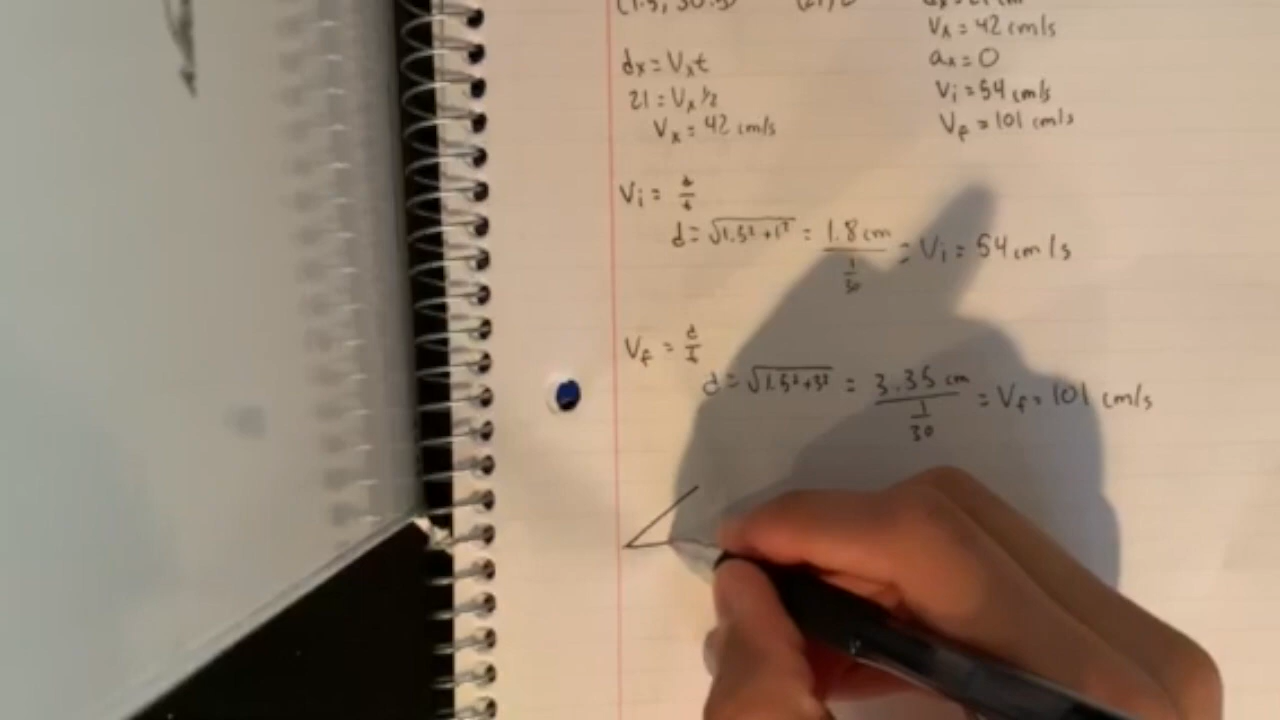 Vₓ = 42 cm/s
dx = Vₓt
aₓ = 0
21 = Vₓ ½
Vi = 54 cm/s
Vₓ = 42 cm/s
Vf = 101 cm/s
Vi = d/t
d = √1.5²+1² = 1.8 cm / 1/30 = Vi = 54 cm/s
Vf = d/t
d = √1.5²+3² = 3.35 cm / 1/30 = Vf = 101 cm/s